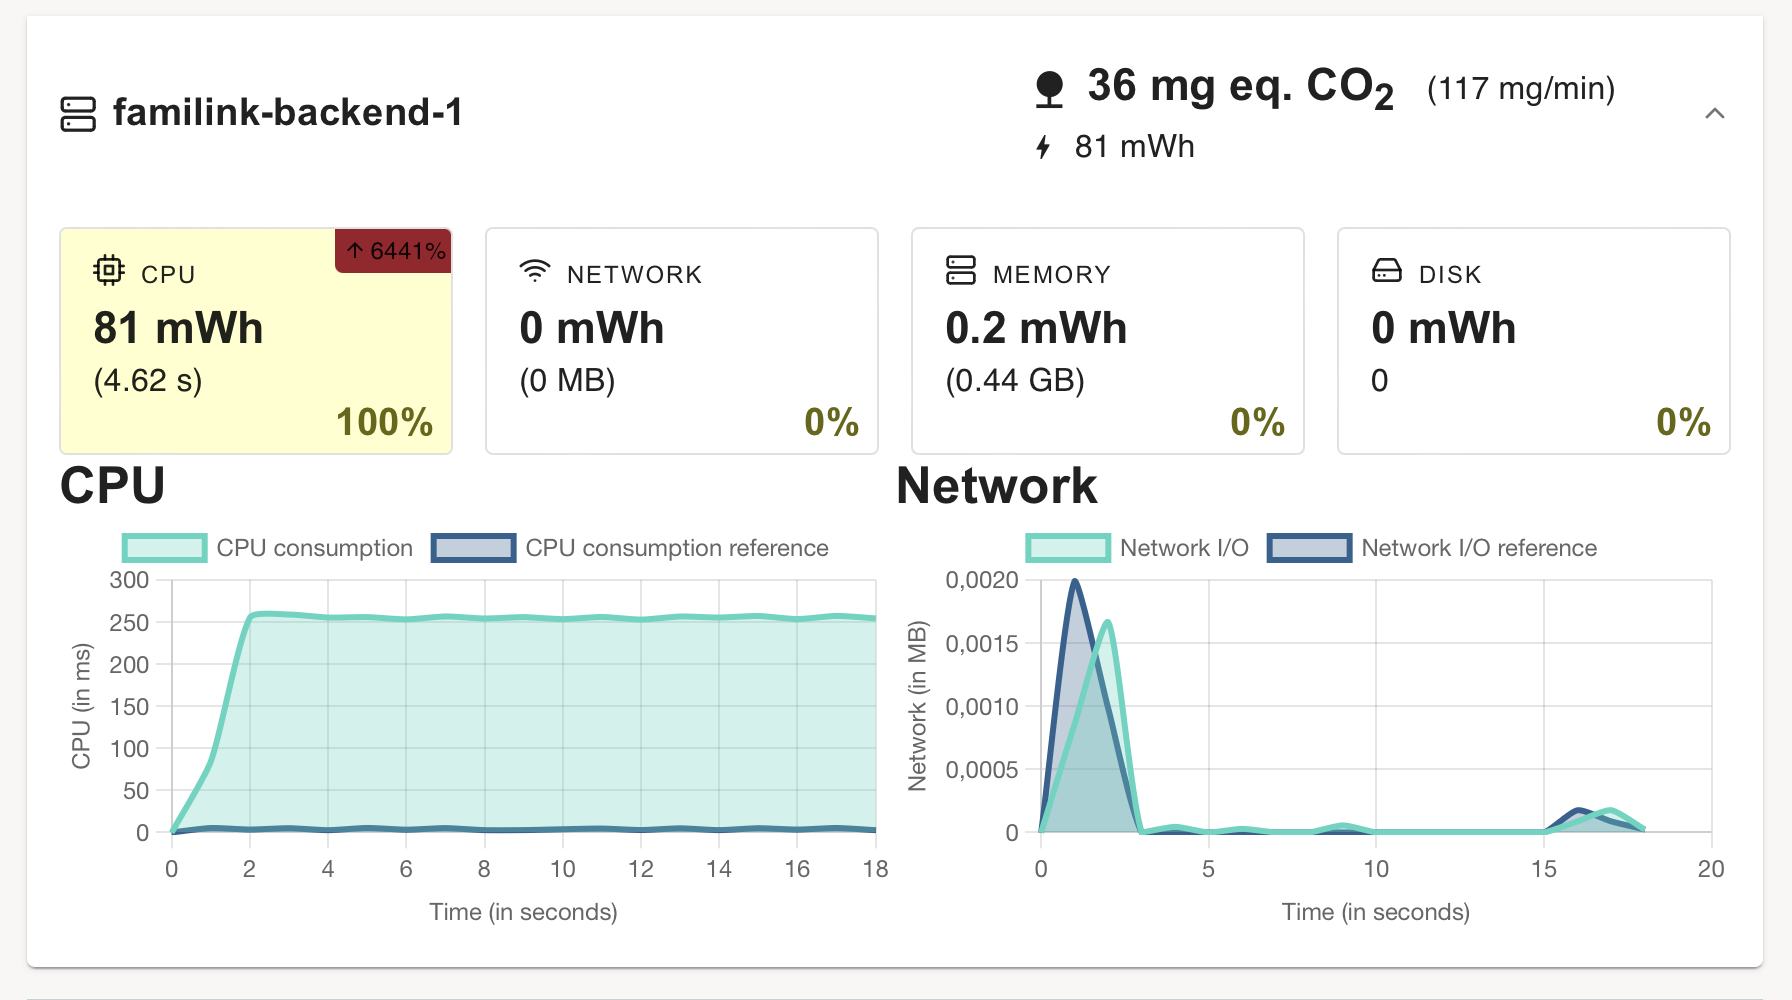 familink-backend-1
36 mg eq. CO2 (117 mg/min)
81 mWh
CPU
↑ 6441%
81 mWh
(4.62 s)
100%
NETWORK
0 mWh
(0 MB)
0%
MEMORY
0.2 mWh
(0.44 GB)
0%
DISK
0 mWh
0
0%
CPU
CPU consumption
CPU consumption reference
CPU (in ms)
300
250
200
150
100
50
0
0 2 4 6 8 10 12 14 16 18
Time (in seconds)
Network
Network I/O
Network I/O reference
Network (in MB)
0,0020
0,0015
0,0010
0,0005
0
0 5 10 15 20
Time (in seconds)